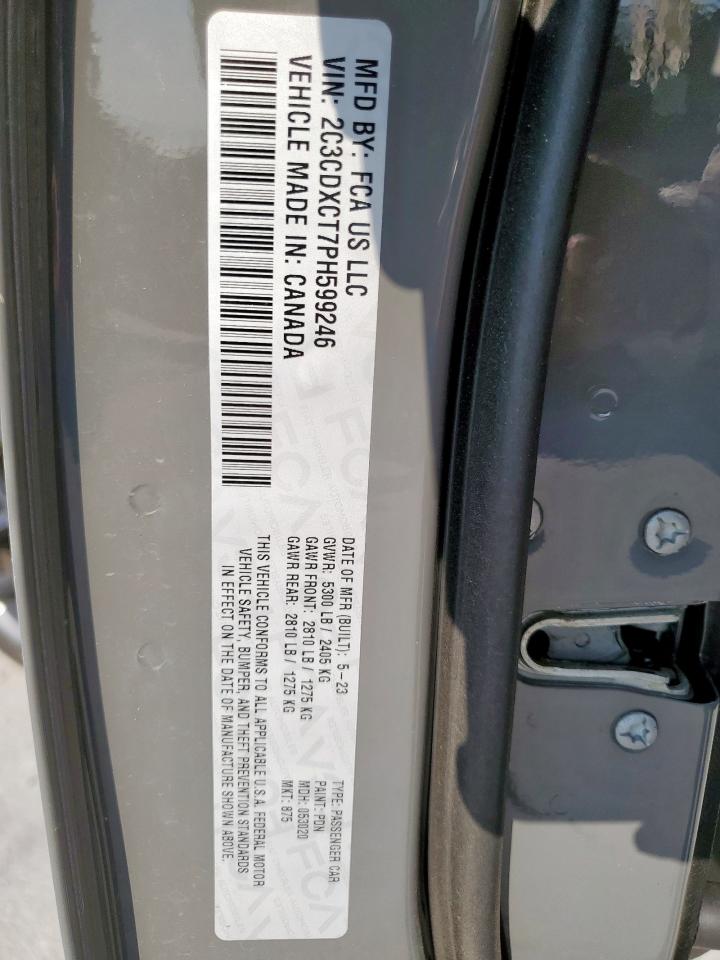 MFD BY: FCA US LLC
VIN: 2C3CDXCT7PH599246
VEHICLE MADE IN: CANADA
DATE OF MFR (BUILT): 5-23
GVWR: 5300 LB / 2405 KG
GAWR FRONT: 2810 LB / 1275 KG
GAWR REAR: 2810 LB / 1275 KG
TYPE: PASSENGER CAR
PAINT: PDN
MDH: 053020
MKT: 875
THIS VEHICLE CONFORMS TO ALL APPLICABLE U.S.A. FEDERAL MOTOR
VEHICLE SAFETY, BUMPER, AND THEFT PREVENTION STANDARDS
IN EFFECT ON THE DATE OF MANUFACTURE SHOWN ABOVE.
FCA
FCA
FCA